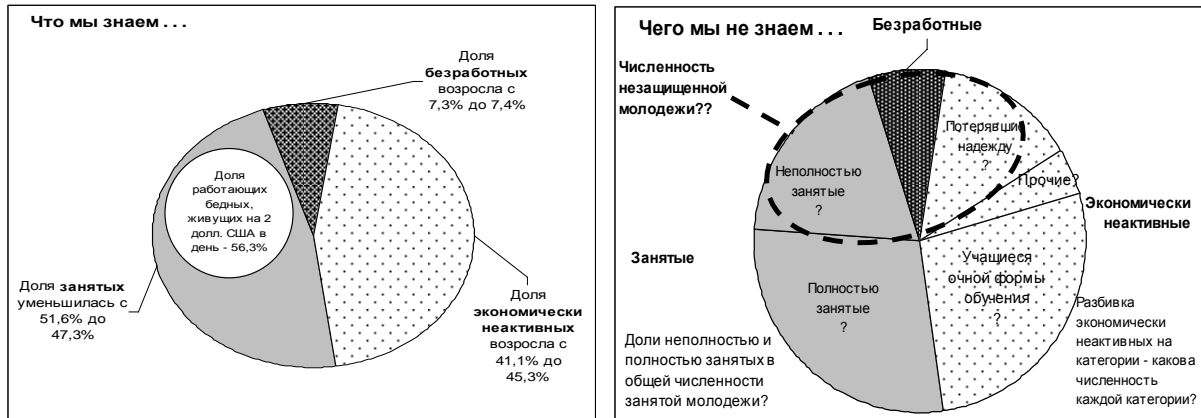 Что мы знаем . . .
Доля
безработных
возросла с
7,3% до 7,4%
Доля
работающих
бедных,
живущих на 2
долл. США в
день - 56,3%
Доля занятых
уменьшилась с
51,6% до
47,3%
Доля
экономически
неактивных
возросла с
41,1% до
45,3%
Чего мы не знаем . . .
Безработные
Численность
незащищенной
молодежи??
Потерявшие
надежду
?
Неполностью
занятые
?
Прочие?
Экономически
неактивные
Занятые
Учащиеся
очной формы
обучения
?
Полностью
занятые
?
Доли неполностью и
полностью занятых в
общей численности
занятой молодежи?
Разбивка
экономически
неактивных на
категории - какова
численность
каждой категории?